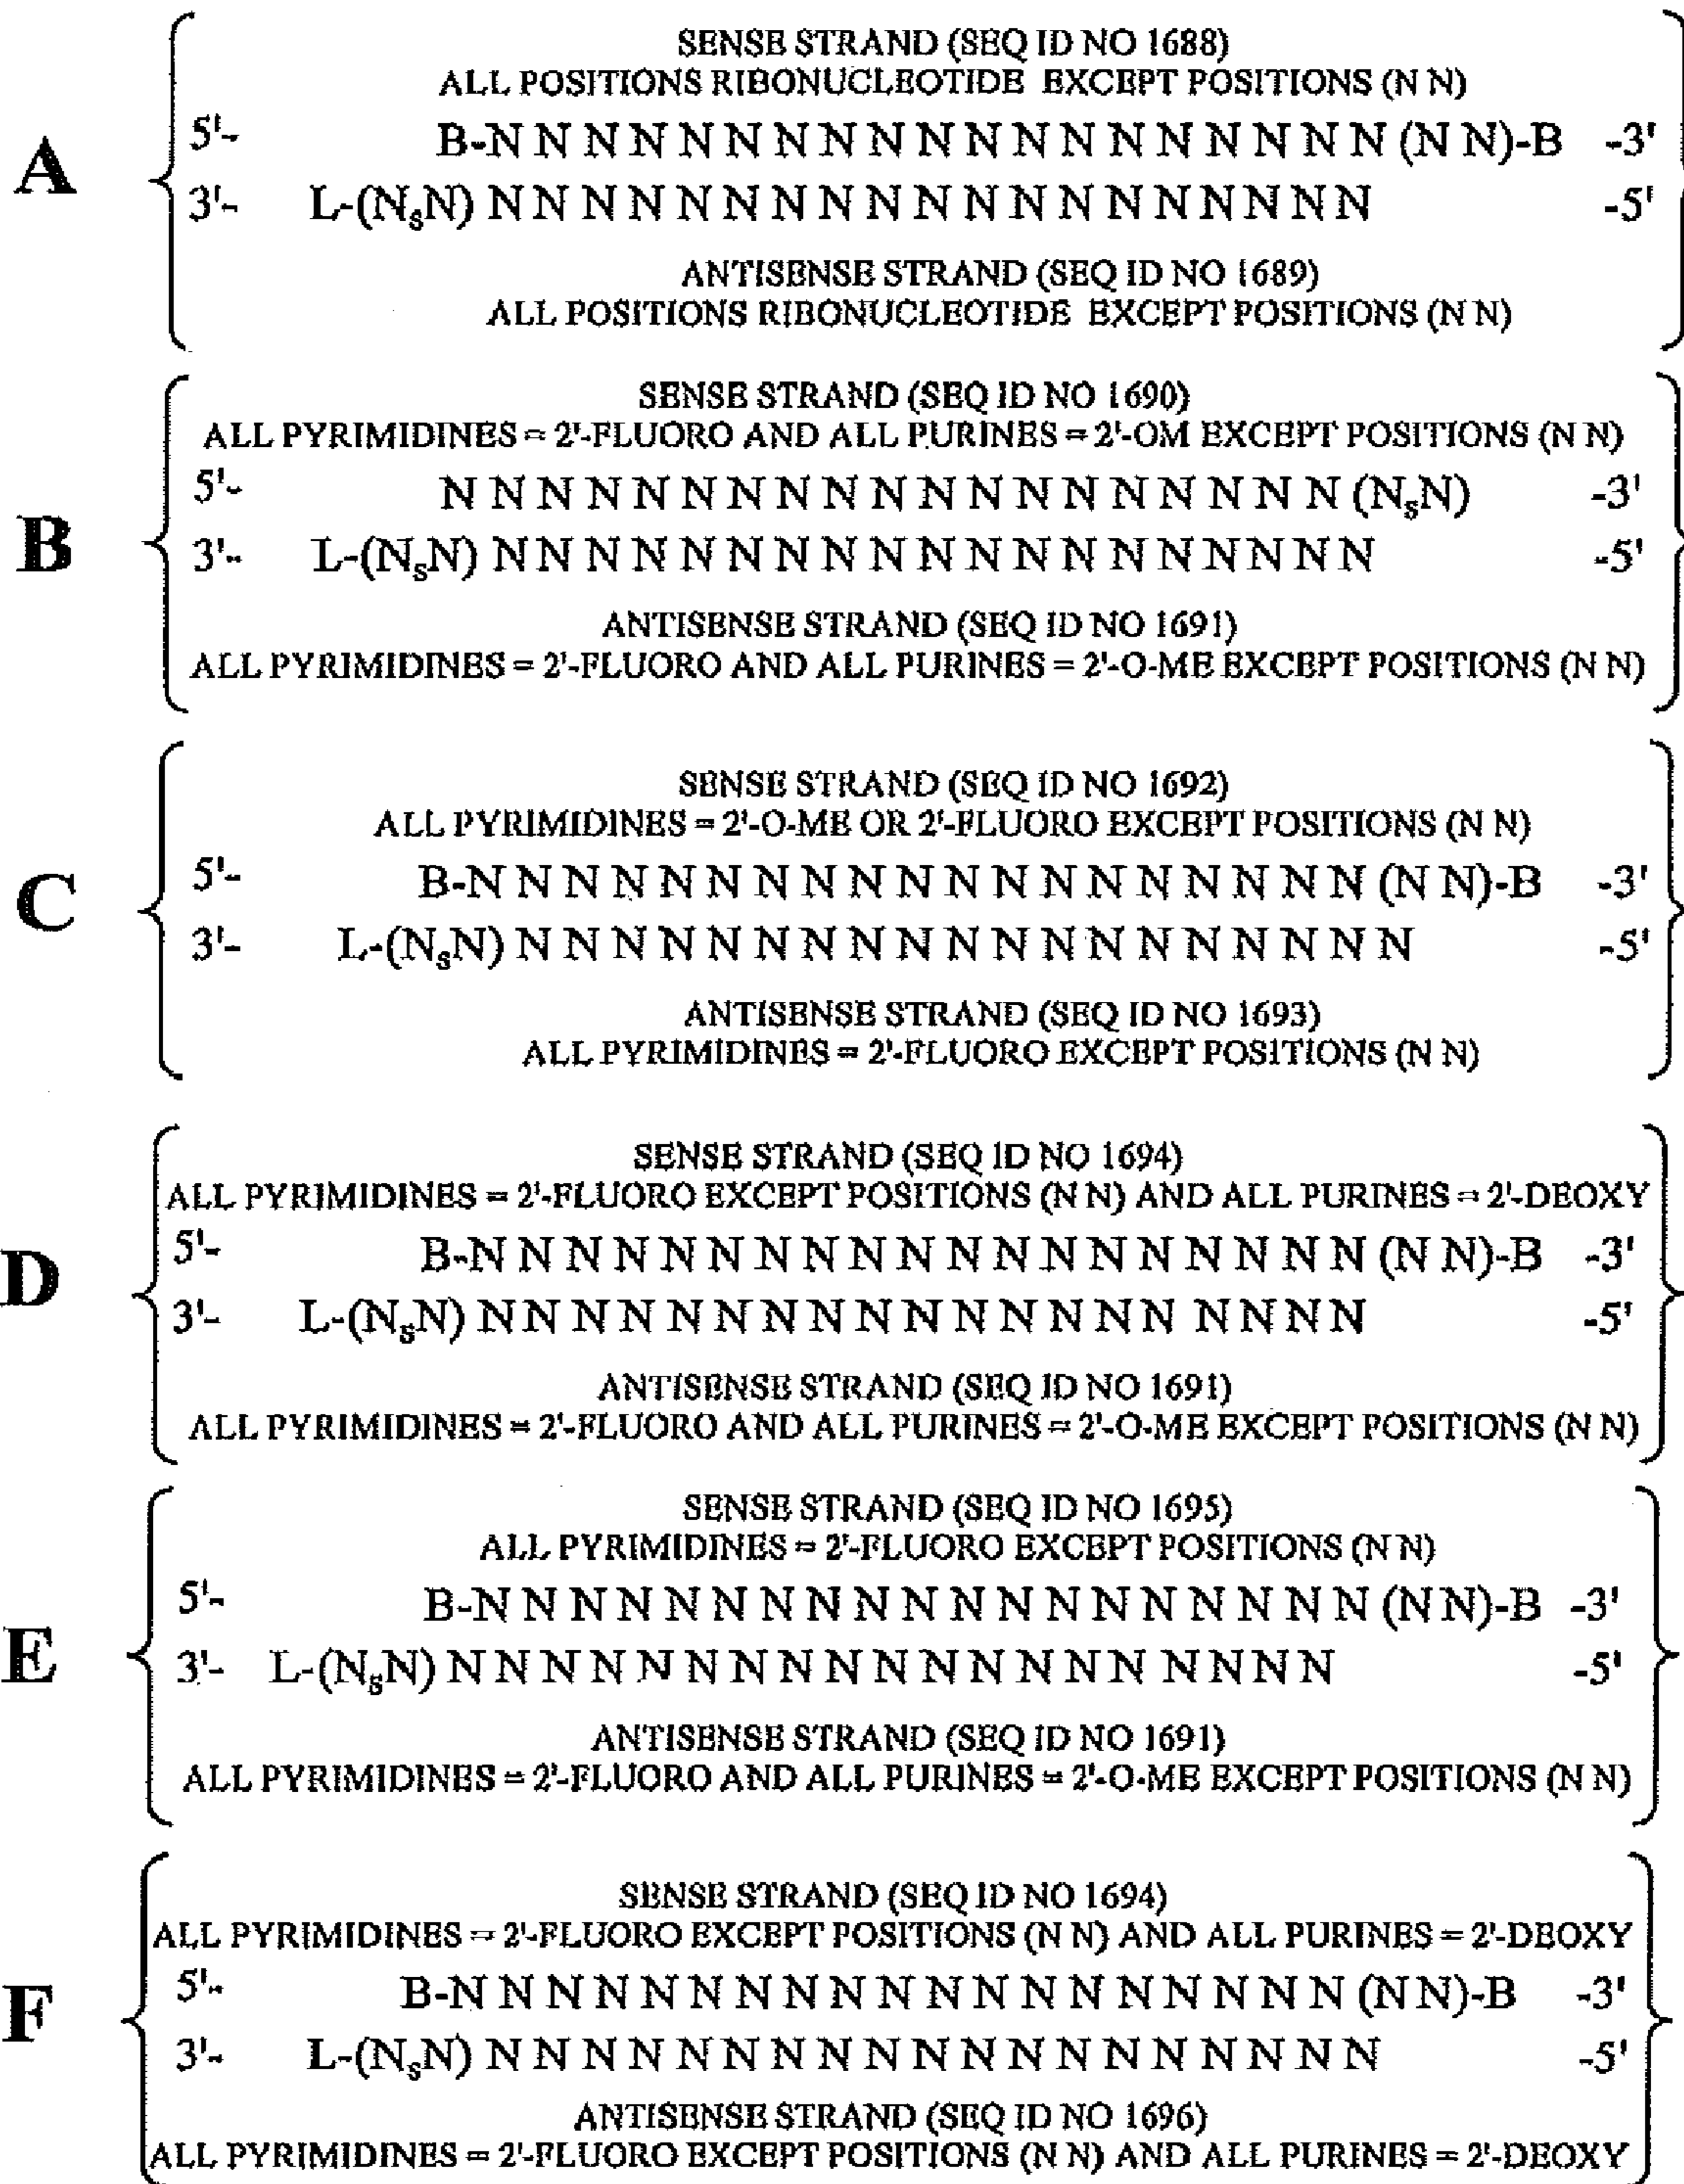 SENSE STRAND (SEQ ID NO 1688)
ALL POSITIONS RIBONUCLEOTIDE EXCEPT POSITIONS (N N)
5'- B-N N N N N N N N N N N N N N N N N N N (N N)-B -3'
A
3'- L-(NsN) N N N N N N N N N N N N N N N N N N N -5'
ANTISENSE STRAND (SEQ ID NO 1689)
ALL POSITIONS RIBONUCLEOTIDE EXCEPT POSITIONS (N N)
SENSE STRAND (SEQ ID NO 1690)
ALL PYRIMIDINES = 2'-FLUORO AND ALL PURINES = 2'-OM EXCEPT POSITIONS (N N)
5'- N N N N N N N N N N N N N N N N N N N (NsN) -3'
B
3'- L-(NsN) N N N N N N N N N N N N N N N N N N N -5'
ANTISENSE STRAND (SEQ ID NO 1691)
ALL PYRIMIDINES = 2'-FLUORO AND ALL PURINES = 2'-O-ME EXCEPT POSITIONS (N N)
SENSE STRAND (SEQ ID NO 1692)
ALL PYRIMIDINES = 2'-O-ME OR 2'-FLUORO EXCEPT POSITIONS (N N)
5'- B-N N N N N N N N N N N N N N N N N N N (N N)-B -3'
C
3'- L-(NsN) N N N N N N N N N N N N N N N N N N N -5'
ANTISENSE STRAND (SEQ ID NO 1693)
ALL PYRIMIDINES = 2'-FLUORO EXCEPT POSITIONS (N N)
SENSE STRAND (SEQ ID NO 1694)
ALL PYRIMIDINES = 2'-FLUORO EXCEPT POSITIONS (N N) AND ALL PURINES = 2'-DEOXY
5'- B-N N N N N N N N N N N N N N N N N N N (N N)-B -3'
D
3'- L-(NsN) N N N N N N N N N N N N N N N N N N N -5'
ANTISENSE STRAND (SEQ ID NO 1691)
ALL PYRIMIDINES = 2'-FLUORO AND ALL PURINES = 2'-O-ME EXCEPT POSITIONS (N N)
SENSE STRAND (SEQ ID NO 1695)
ALL PYRIMIDINES = 2'-FLUORO EXCEPT POSITIONS (N N)
5'- B-N N N N N N N N N N N N N N N N N N N (N N)-B -3'
E
3'- L-(NsN) N N N N N N N N N N N N N N N N N N N -5'
ANTISENSE STRAND (SEQ ID NO 1691)
ALL PYRIMIDINES = 2'-FLUORO AND ALL PURINES = 2'-O-ME EXCEPT POSITIONS (N N)
SENSE STRAND (SEQ ID NO 1694)
ALL PYRIMIDINES = 2'-FLUORO EXCEPT POSITIONS (N N) AND ALL PURINES = 2'-DEOXY
5'- B-N N N N N N N N N N N N N N N N N N N (N N)-B -3'
F
3'- L-(NsN) N N N N N N N N N N N N N N N N N N N -5'
ANTISENSE STRAND (SEQ ID NO 1696)
ALL PYRIMIDINES = 2'-FLUORO EXCEPT POSITIONS (N N) AND ALL PURINES = 2'-DEOXY